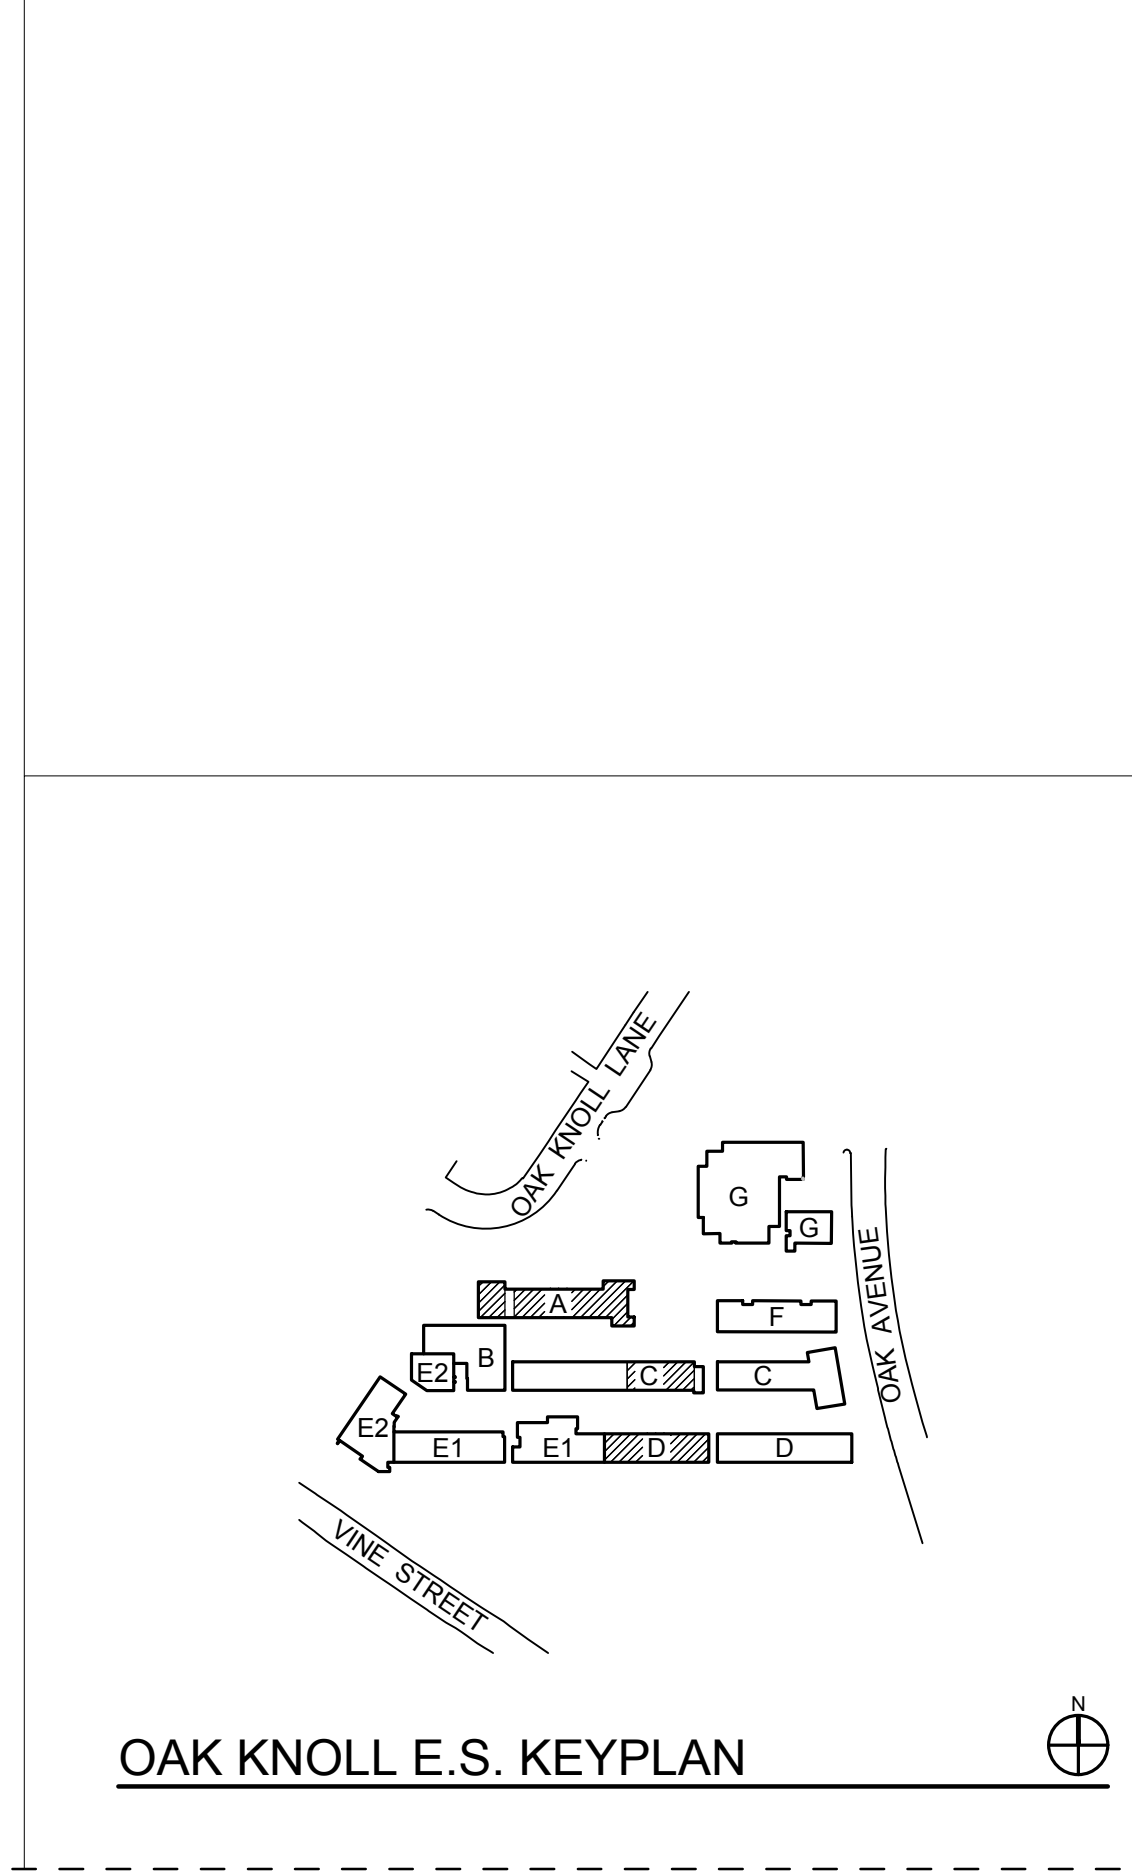 OAK KNOLL LANE
G
G
OAK AVENUE
A
F
B
E2
C
C
E2
E1
E1
D
D
VINE STREET
N
OAK KNOLL E.S. KEYPLAN